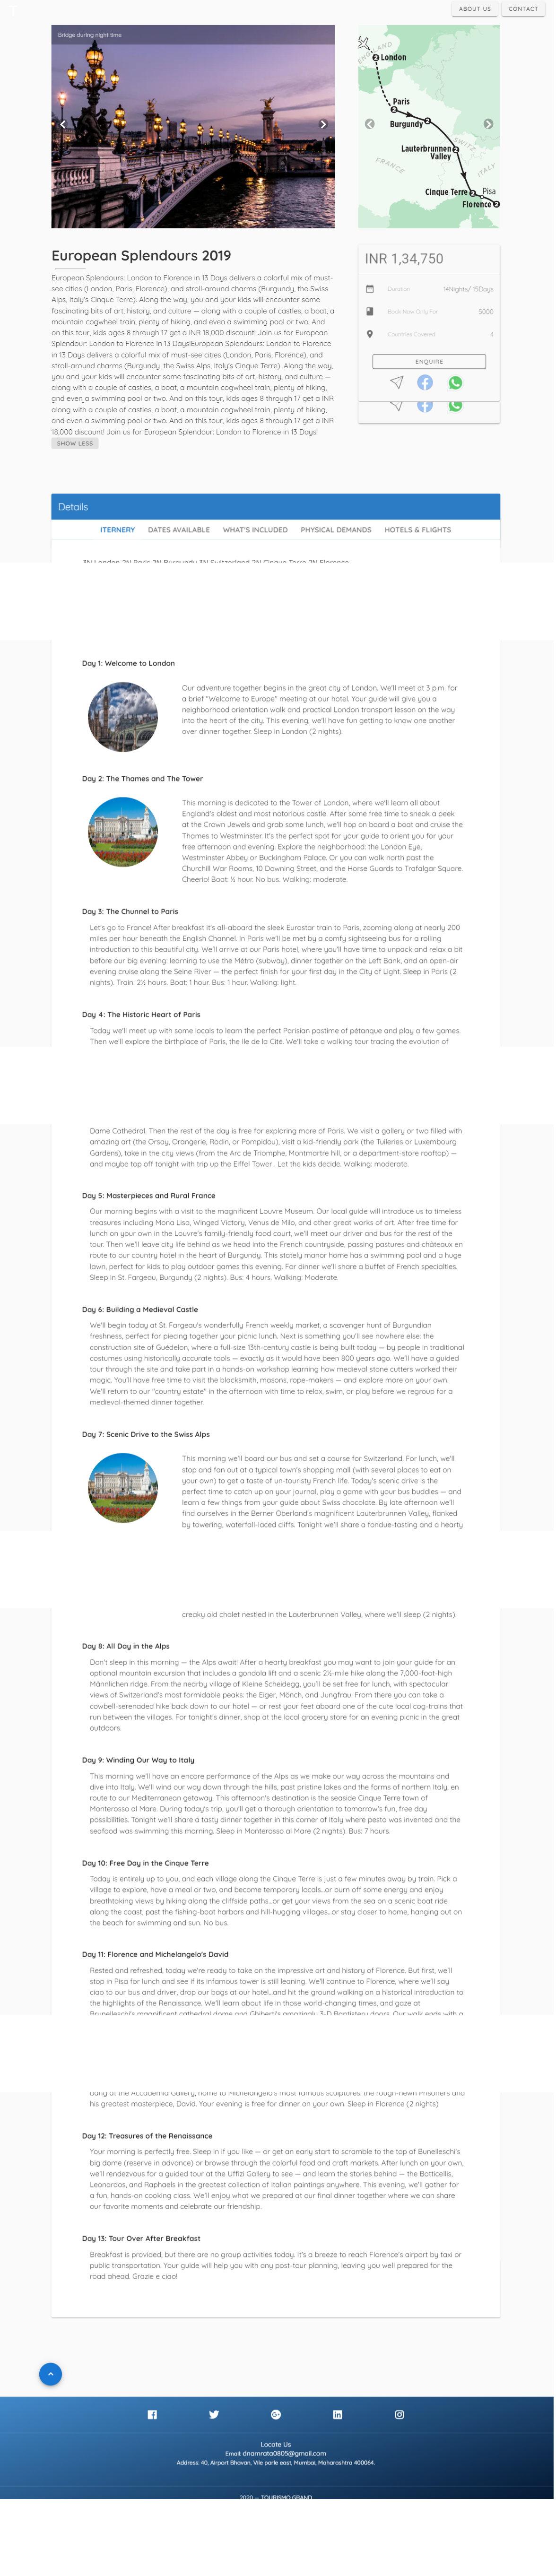 ABOUT US
CONTACT
Bridge during night time
ENGLAND
London
Paris
Burgundy
Lauterbrunnen
Valley
SWITZ.
FRANCE
ITALY
Cinque Terre
Pisa
Florence
European Splendours 2019
European Splendours: London to Florence in 13 Days delivers a colorful mix of must-
see cities (London, Paris, Florence), and stroll-around charms (Burgundy, the Swiss
Alps, Italy's Cinque Terre). Along the way, you and your kids will encounter some
fascinating bits of art, history, and culture — along with a couple of castles, a boat, a
mountain cogwheel train, plenty of hiking, and even a swimming pool or two. And
on this tour, kids ages 8 through 17 get a INR 18,000 discount! Join us for European
Splendour: London to Florence in 13 Days!European Splendours: London to Florence
in 13 Days delivers a colorful mix of must-see cities (London, Paris, Florence), and
stroll-around charms (Burgundy, the Swiss Alps, Italy's Cinque Terre). Along the way,
you and your kids will encounter some fascinating bits of art, history, and culture —
along with a couple of castles, a boat, a mountain cogwheel train, plenty of hiking,
and even a swimming pool or two. And on this tour, kids ages 8 through 17 get a INR
along with a couple of castles, a boat, a mountain cogwheel train, plenty of hiking,
and even a swimming pool or two. And on this tour, kids ages 8 through 17 get a INR
18,000 discount! Join us for European Splendour: London to Florence in 13 Days!
SHOW LESS
INR 1,34,750
Duration
14Nights/ 15Days
Book Now Only For
5000
Countries Covered
4
ENQUIRE
Details
ITERNERY
DATES AVAILABLE
WHAT'S INCLUDED
PHYSICAL DEMANDS
HOTELS & FLIGHTS
3N London 2N Paris 2N Burgundy 3N Switzerland 2N Cinque Terre 2N Florence
Day 1: Welcome to London
Our adventure together begins in the great city of London. We'll meet at 3 p.m. for
a brief "Welcome to Europe" meeting at our hotel. Your guide will give you a
neighborhood orientation walk and practical London transport lesson on the way
into the heart of the city. This evening, we'll have fun getting to know one another
over dinner together. Sleep in London (2 nights).
Day 2: The Thames and The Tower
This morning is dedicated to the Tower of London, where we'll learn all about
England's oldest and most notorious castle. After some free time to sneak a peek
at the Crown Jewels and grab some lunch, we'll hop on board a boat and cruise the
Thames to Westminster. It's the perfect spot for your guide to orient you for your
free afternoon and evening. Explore the neighborhood: the London Eye,
Westminster Abbey or Buckingham Palace. Or you can walk north past the
Churchill War Rooms, 10 Downing Street, and the Horse Guards to Trafalgar Square.
Cheerio! Boat: ½ hour. No bus. Walking: moderate.
Day 3: The Chunnel to Paris
Let's go to France! After breakfast it's all-aboard the sleek Eurostar train to Paris, zooming along at nearly 200
miles per hour beneath the English Channel. In Paris we'll be met by a comfy sightseeing bus for a rolling
introduction to this beautiful city. We'll arrive at our Paris hotel, where you'll have time to unpack and relax a bit
before our big evening: learning to use the Métro (subway), dinner together on the Left Bank, and an open-air
evening cruise along the Seine River — the perfect finish for your first day in the City of Light. Sleep in Paris (2
nights). Train: 2½ hours. Boat: 1 hour. Bus: 1 hour. Walking: light.
Day 4: The Historic Heart of Paris
Today we'll meet up with some locals to learn the perfect Parisian pastime of pétanque and play a few games.
Then we'll explore the birthplace of Paris, the Ile de la Cité. We'll take a walking tour tracing the evolution of
Dame Cathedral. Then the rest of the day is free for exploring more of Paris. We visit a gallery or two filled with
amazing art (the Orsay, Orangerie, Rodin, or Pompidou), visit a kid-friendly park (the Tuileries or Luxembourg
Gardens), take in the city views (from the Arc de Triomphe, Montmartre hill, or a department-store rooftop) —
and maybe top off tonight with trip up the Eiffel Tower . Let the kids decide. Walking: moderate.
Day 5: Masterpieces and Rural France
Our morning begins with a visit to the magnificent Louvre Museum. Our local guide will introduce us to timeless
treasures including Mona Lisa, Winged Victory, Venus de Milo, and other great works of art. After free time for
lunch on your own in the Louvre's family-friendly food court, we'll meet our driver and bus for the rest of the
tour. Then we'll leave city life behind as we head into the French countryside, passing pastures and châteaux en
route to our country hotel in the heart of Burgundy. This stately manor home has a swimming pool and a huge
lawn, perfect for kids to play outdoor games this evening. For dinner we'll share a buffet of French specialties.
Sleep in St. Fargeau, Burgundy (2 nights). Bus: 4 hours. Walking: Moderate.
Day 6: Building a Medieval Castle
We'll begin today at St. Fargeau's wonderfully French weekly market, a scavenger hunt of Burgundian
freshness, perfect for piecing together your picnic lunch. Next is something you'll see nowhere else: the
construction site of Guédelon, where a full-size 13th-century castle is being built today — by people in traditional
costumes using historically accurate tools — exactly as it would have been 800 years ago. We'll have a guided
tour through the site and take part in a hands-on workshop learning how medieval stone cutters worked their
magic. You'll have free time to visit the blacksmith, masons, rope-makers — and explore more on your own.
We'll return to our "country estate" in the afternoon with time to relax, swim, or play before we regroup for a
medieval-themed dinner together.
Day 7: Scenic Drive to the Swiss Alps
This morning we'll board our bus and set a course for Switzerland. For lunch, we'll
stop and fan out at a typical town's shopping mall (with several places to eat on
your own) to get a taste of un-touristy French life. Today's scenic drive is the
perfect time to catch up on your journal, play a game with your bus buddies — and
learn a few things from your guide about Swiss chocolate. By late afternoon we'll
find ourselves in the Berner Oberland's magnificent Lauterbrunnen Valley, flanked
by towering, waterfall-laced cliffs. Tonight we'll share a fondue-tasting and a hearty
creaky old chalet nestled in the Lauterbrunnen Valley, where we'll sleep (2 nights).
Day 8: All Day in the Alps
Don't sleep in this morning — the Alps await! After a hearty breakfast you may want to join your guide for an
optional mountain excursion that includes a gondola lift and a scenic 2½-mile hike along the 7,000-foot-high
Männlichen ridge. From the nearby village of Kleine Scheidegg, you'll be set free for lunch, with spectacular
views of Switzerland's most formidable peaks: the Eiger, Mönch, and Jungfrau. From there you can take a
cowbell-serenaded hike back down to our hotel — or rest your feet aboard one of the cute local cog-trains that
run between the villages. For tonight's dinner, shop at the local grocery store for an evening picnic in the great
outdoors.
Day 9: Winding Our Way to Italy
This morning we'll have an encore performance of the Alps as we make our way across the mountains and
dive into Italy. We'll wind our way down through the hills, past pristine lakes and the farms of northern Italy, en
route to our Mediterranean getaway. This afternoon's destination is the seaside Cinque Terre town of
Monterosso al Mare. During today's trip, you'll get a thorough orientation to tomorrow's fun, free day
possibilities. Tonight we'll share a tasty dinner together in this corner of Italy where pesto was invented and the
seafood was swimming this morning. Sleep in Monterosso al Mare (2 nights). Bus: 7 hours.
Day 10: Free Day in the Cinque Terre
Today is entirely up to you, and each village along the Cinque Terre is just a few minutes away by train. Pick a
village to explore, have a meal or two, and become temporary locals...or burn off some energy and enjoy
breathtaking views by hiking along the cliffside paths...or get your views from the sea on a scenic boat ride
along the coast, past the fishing-boat harbors and hill-hugging villages...or stay closer to home, hanging out on
the beach for swimming and sun. No bus.
Day 11: Florence and Michelangelo's David
Rested and refreshed, today we're ready to take on the impressive art and history of Florence. But first, we'll
stop in Pisa for lunch and see if its infamous tower is still leaning. We'll continue to Florence, where we'll say
ciao to our bus and driver, drop our bags at our hotel...and hit the ground walking on a historical introduction to
the highlights of the Renaissance. We'll learn about life in those world-changing times, and gaze at
Brunelleschi's magnificent cathedral dome and Ghiberti's amazingly 3-D Baptistery doors. Our walk ends with a
bang at the Accademia Gallery, home to Michelangelo's most famous sculptures: the rough-hewn Prisoners and
his greatest masterpiece, David. Your evening is free for dinner on your own. Sleep in Florence (2 nights)
Day 12: Treasures of the Renaissance
Your morning is perfectly free. Sleep in if you like — or get an early start to scramble to the top of Bunelleschi's
big dome (reserve in advance) or browse through the colorful food and craft markets. After lunch on your own,
we'll rendezvous for a guided tour at the Uffizi Gallery to see — and learn the stories behind — the Botticellis,
Leonardos, and Raphaels in the greatest collection of Italian paintings anywhere. This evening, we'll gather for
a fun, hands-on cooking class. We'll enjoy what we prepared at our final dinner together where we can share
our favorite moments and celebrate our friendship.
Day 13: Tour Over After Breakfast
Breakfast is provided, but there are no group activities today. It's a breeze to reach Florence's airport by taxi or
public transportation. Your guide will help you with any post-tour planning, leaving you well prepared for the
road ahead. Grazie e ciao!
Locate Us
Email: dnamrata0805@gmail.com
Address: 40, Airport Bhavan, Vile parle east, Mumbai, Maharashtra 400064.
2020 — TOURISMO GRAND